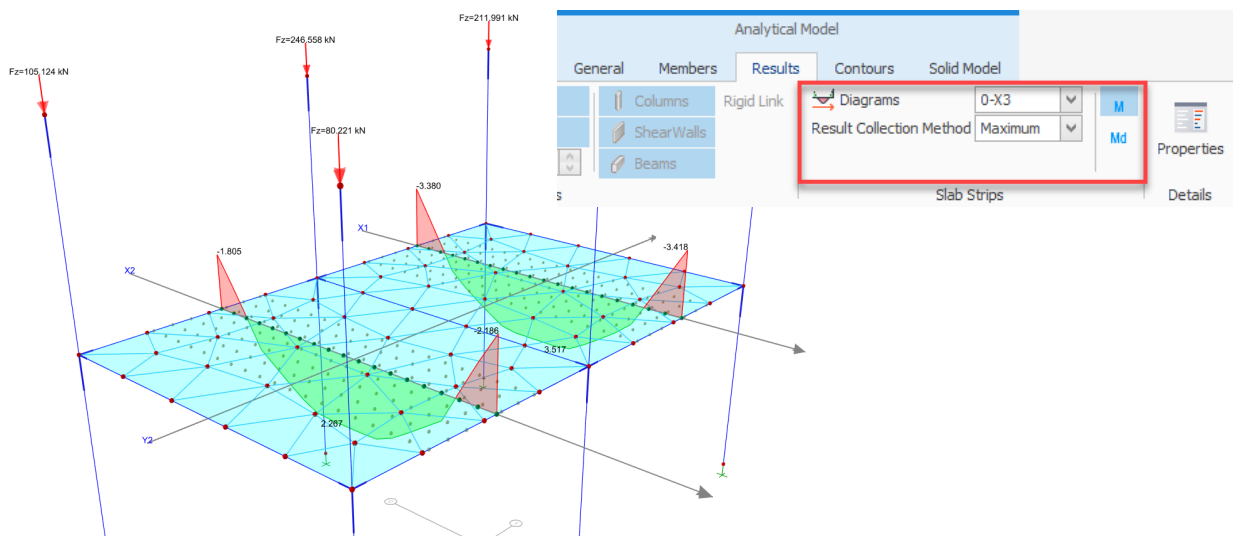 Fz=211,991 kN
Fz=246,558 kN
Fz=105,124 kN
Fz=80,221 kN
-3.380
X1
-1.805
-3.418
X2
-2.186
3.517
2.267
Y2
Analytical Model
General Members Results Contours Solid Model
Columns Rigid Link
ShearWalls
Beams
Diagrams 0-X3 M
Result Collection Method Maximum Md
Properties
s Slab Strips Details